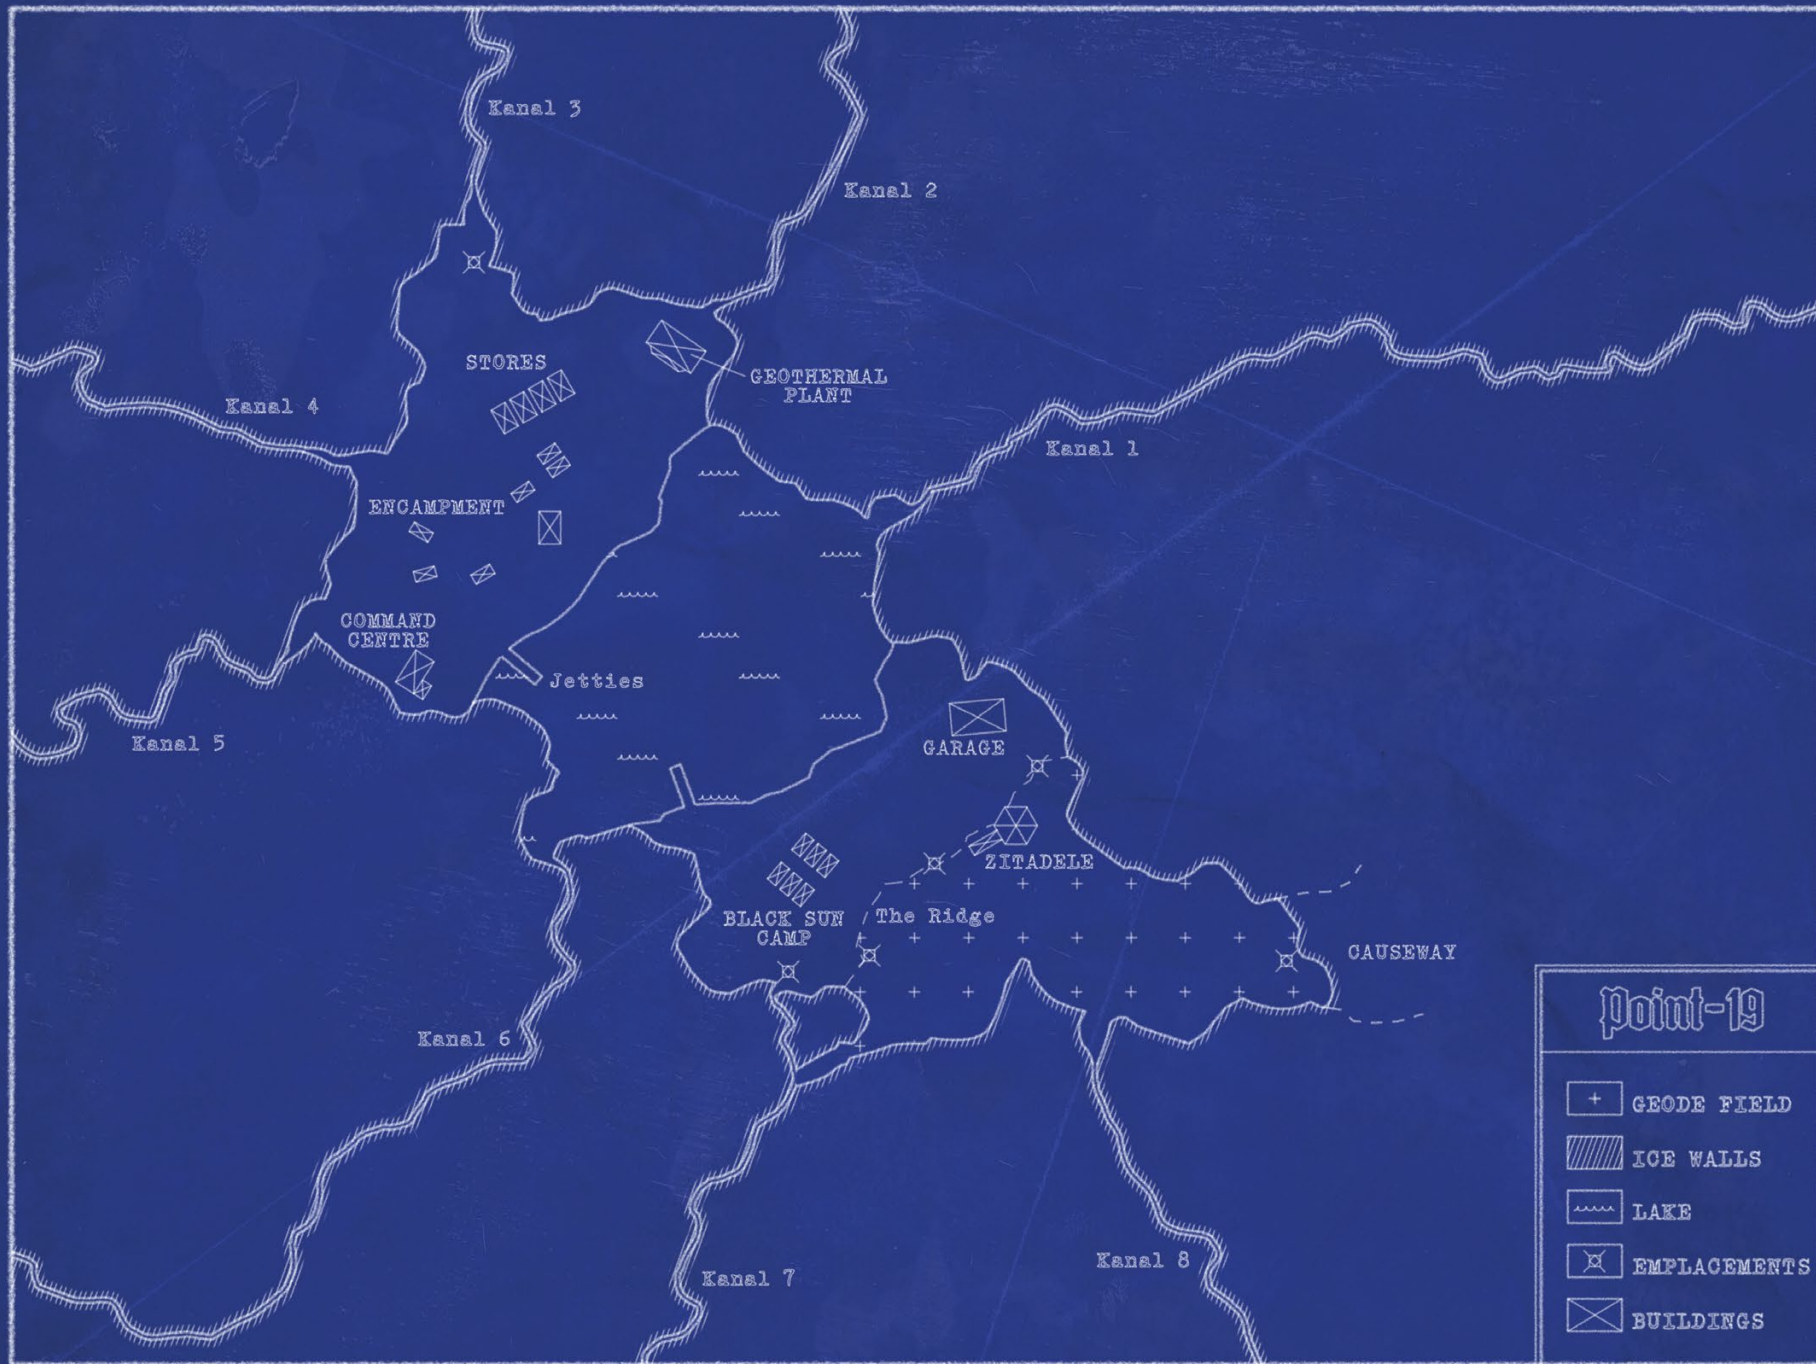 Kanal 3
Kanal 2
STORES
GEOTHERMAL
PLANT
Kanal 4
Kanal 1
ENCAMPMENT
COMMAND
CENTRE
Jetties
Kanal 5
GARAGE
ZITADELE
BLACK SUN
CAMP
The Ridge
CAUSEWAY
Kanal 6
Kanal 7
Kanal 8
Point-19
GEODE FIELD
ICE WALLS
LAKE
EMPLACEMENTS
BUILDINGS